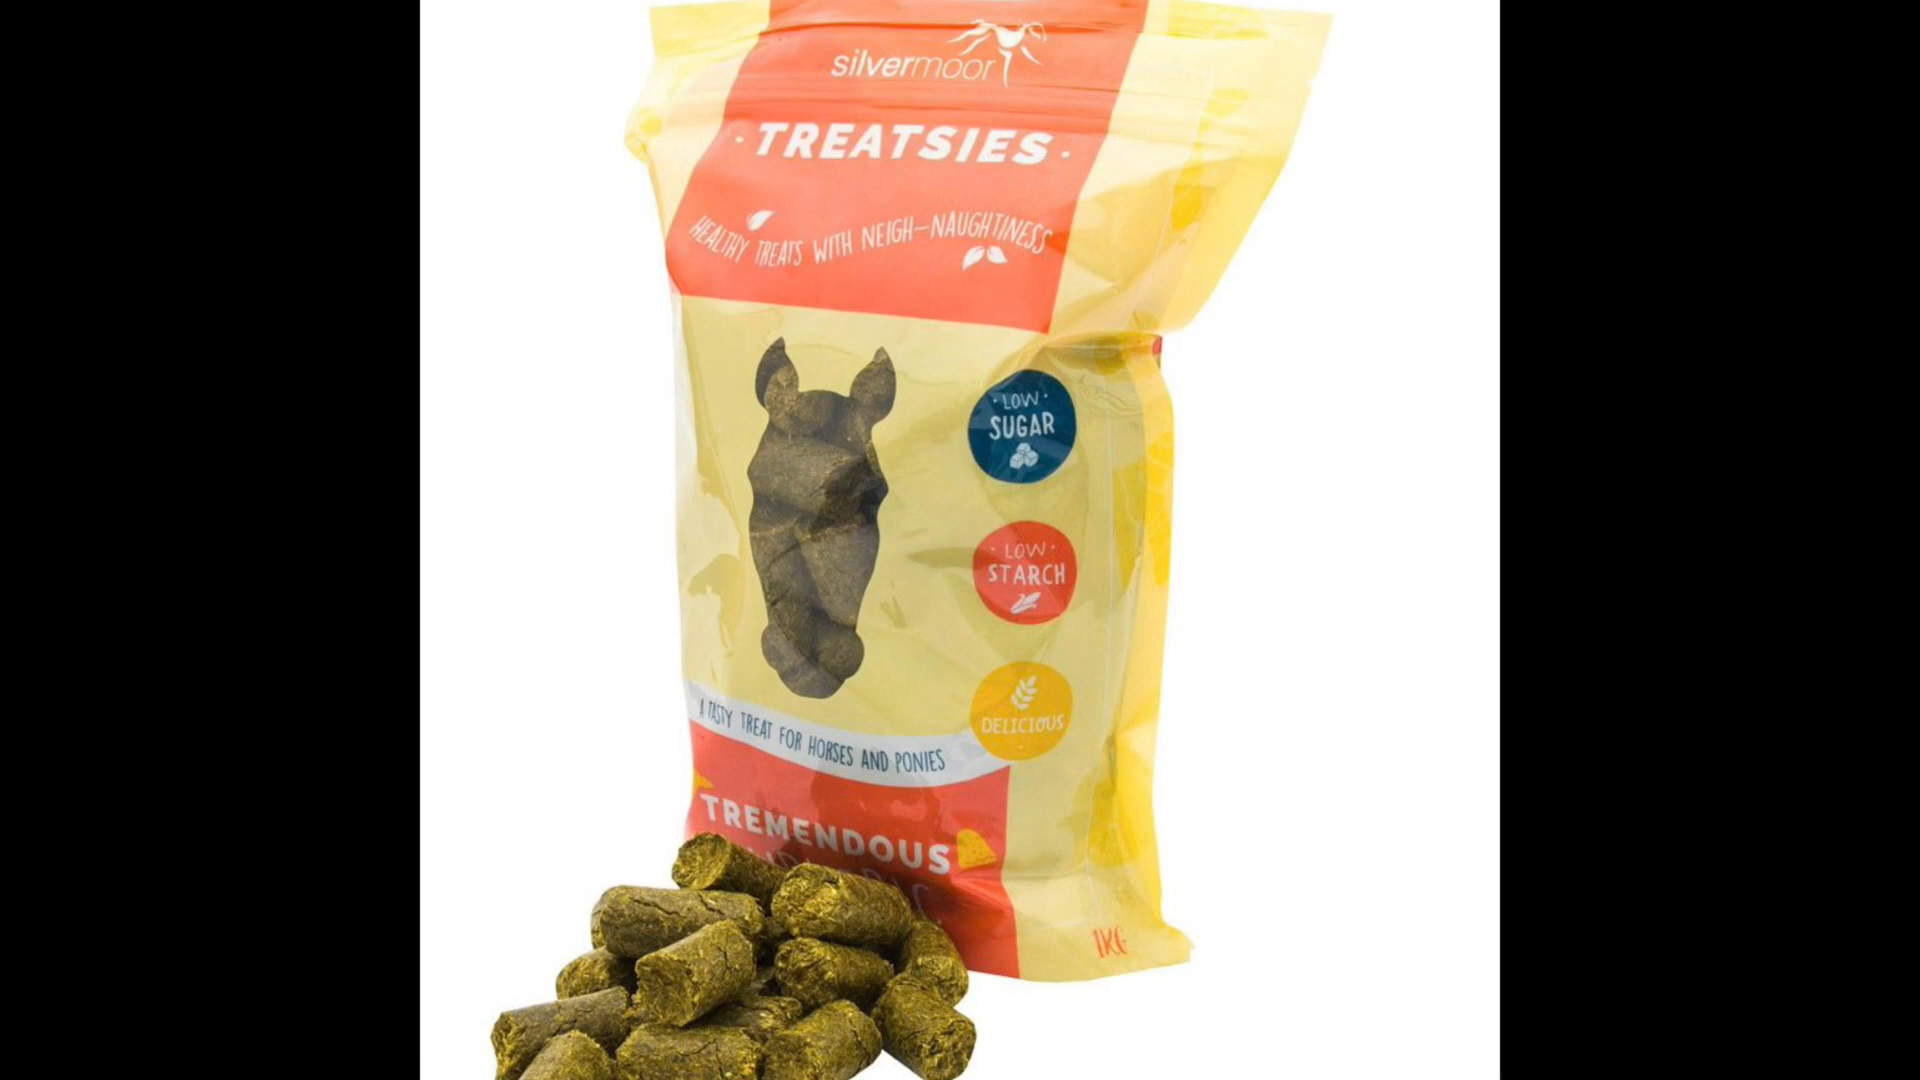 silvermoor
· TREATSIES ·
HEALTHY TREATS WITH NEIGH-NAUGHTINESS
· LOW ·
SUGAR
· LOW ·
STARCH
DELICIOUS
A TASTY TREAT FOR HORSES AND PONIES
TREMENDOUS
1KG